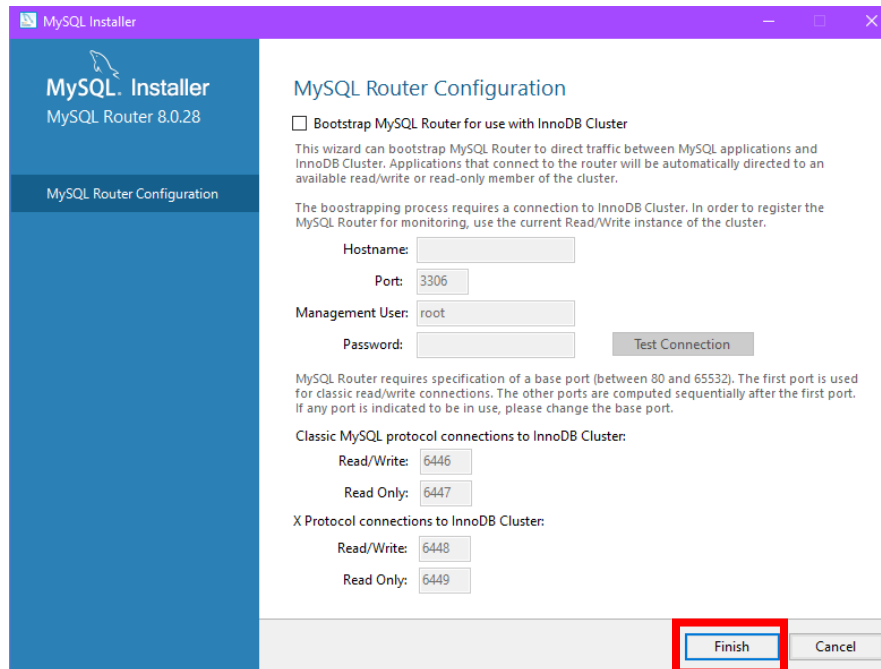 MySQL Installer
MySQL. Installer
MySQL Router 8.0.28
MySQL Router Configuration
MySQL Router Configuration
Bootstrap MySQL Router for use with InnoDB Cluster
This wizard can bootstrap MySQL Router to direct traffic between MySQL applications and
InnoDB Cluster. Applications that connect to the router will be automatically directed to an
available read/write or read-only member of the cluster.
The boostrapping process requires a connection to InnoDB Cluster. In order to register the
MySQL Router for monitoring, use the current Read/Write instance of the cluster.
Hostname:
Port: 3306
Management User: root
Password: Test Connection
MySQL Router requires specification of a base port (between 80 and 65532). The first port is used
for classic read/write connections. The other ports are computed sequentially after the first port.
If any port is indicated to be in use, please change the base port.
Classic MySQL protocol connections to InnoDB Cluster:
Read/Write: 6446
Read Only: 6447
X Protocol connections to InnoDB Cluster:
Read/Write: 6448
Read Only: 6449
Finish Cancel